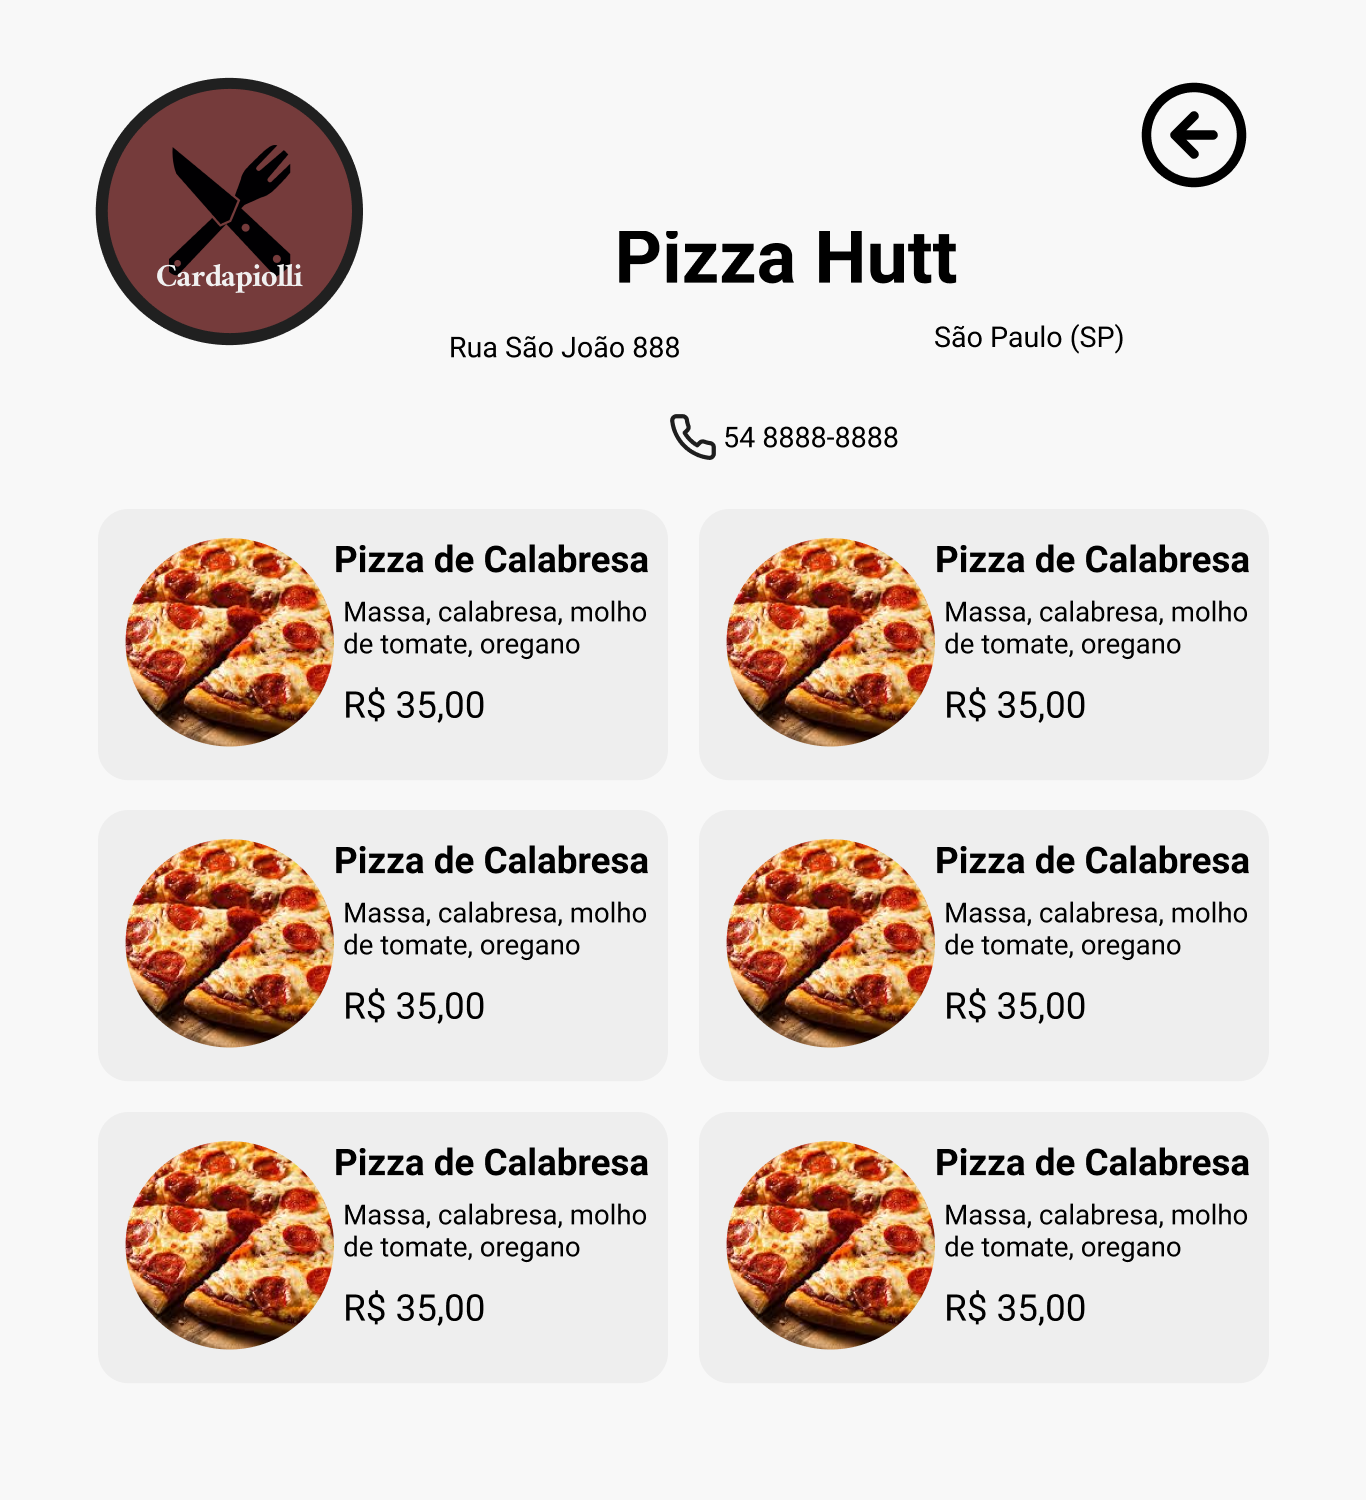 Cardapiolli
Pizza Hutt
Rua São João 888
São Paulo (SP)
54 8888-8888
Pizza de Calabresa
Massa, calabresa, molho
de tomate, oregano
R$ 35,00
Pizza de Calabresa
Massa, calabresa, molho
de tomate, oregano
R$ 35,00
Pizza de Calabresa
Massa, calabresa, molho
de tomate, oregano
R$ 35,00
Pizza de Calabresa
Massa, calabresa, molho
de tomate, oregano
R$ 35,00
Pizza de Calabresa
Massa, calabresa, molho
de tomate, oregano
R$ 35,00
Pizza de Calabresa
Massa, calabresa, molho
de tomate, oregano
R$ 35,00